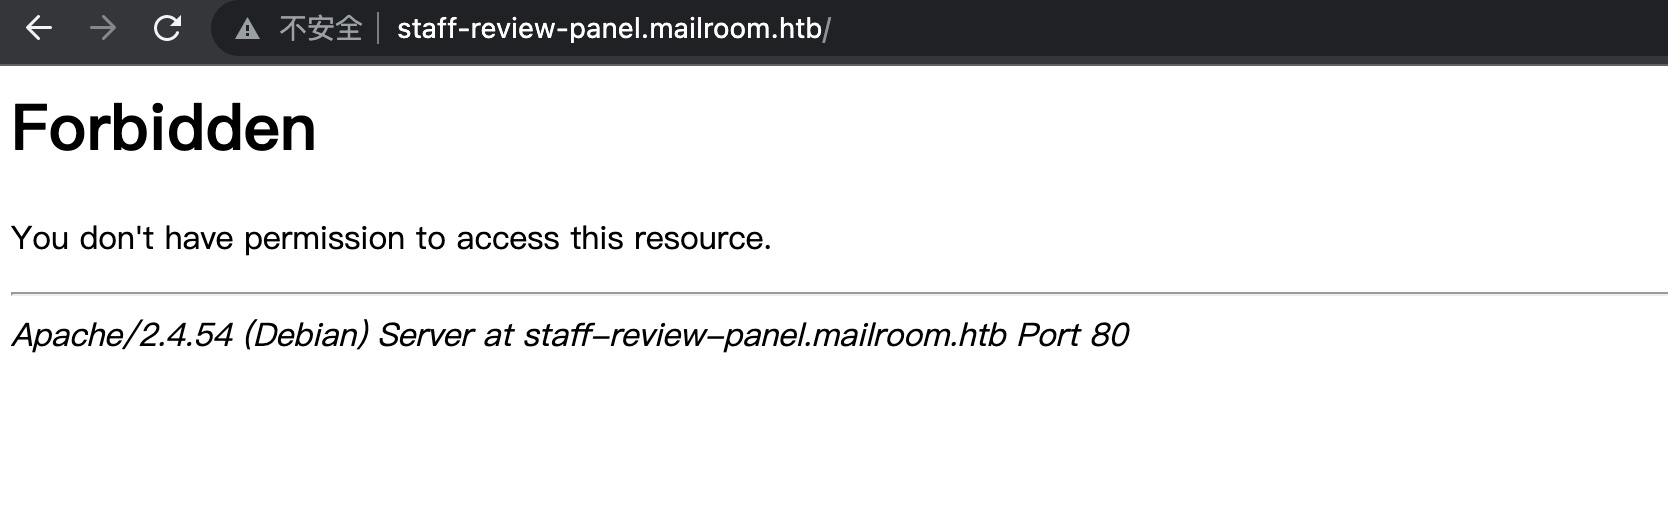 不安全 staff-review-panel.mailroom.htb/
Forbidden
You don't have permission to access this resource.
Apache/2.4.54 (Debian) Server at staff-review-panel.mailroom.htb Port 80